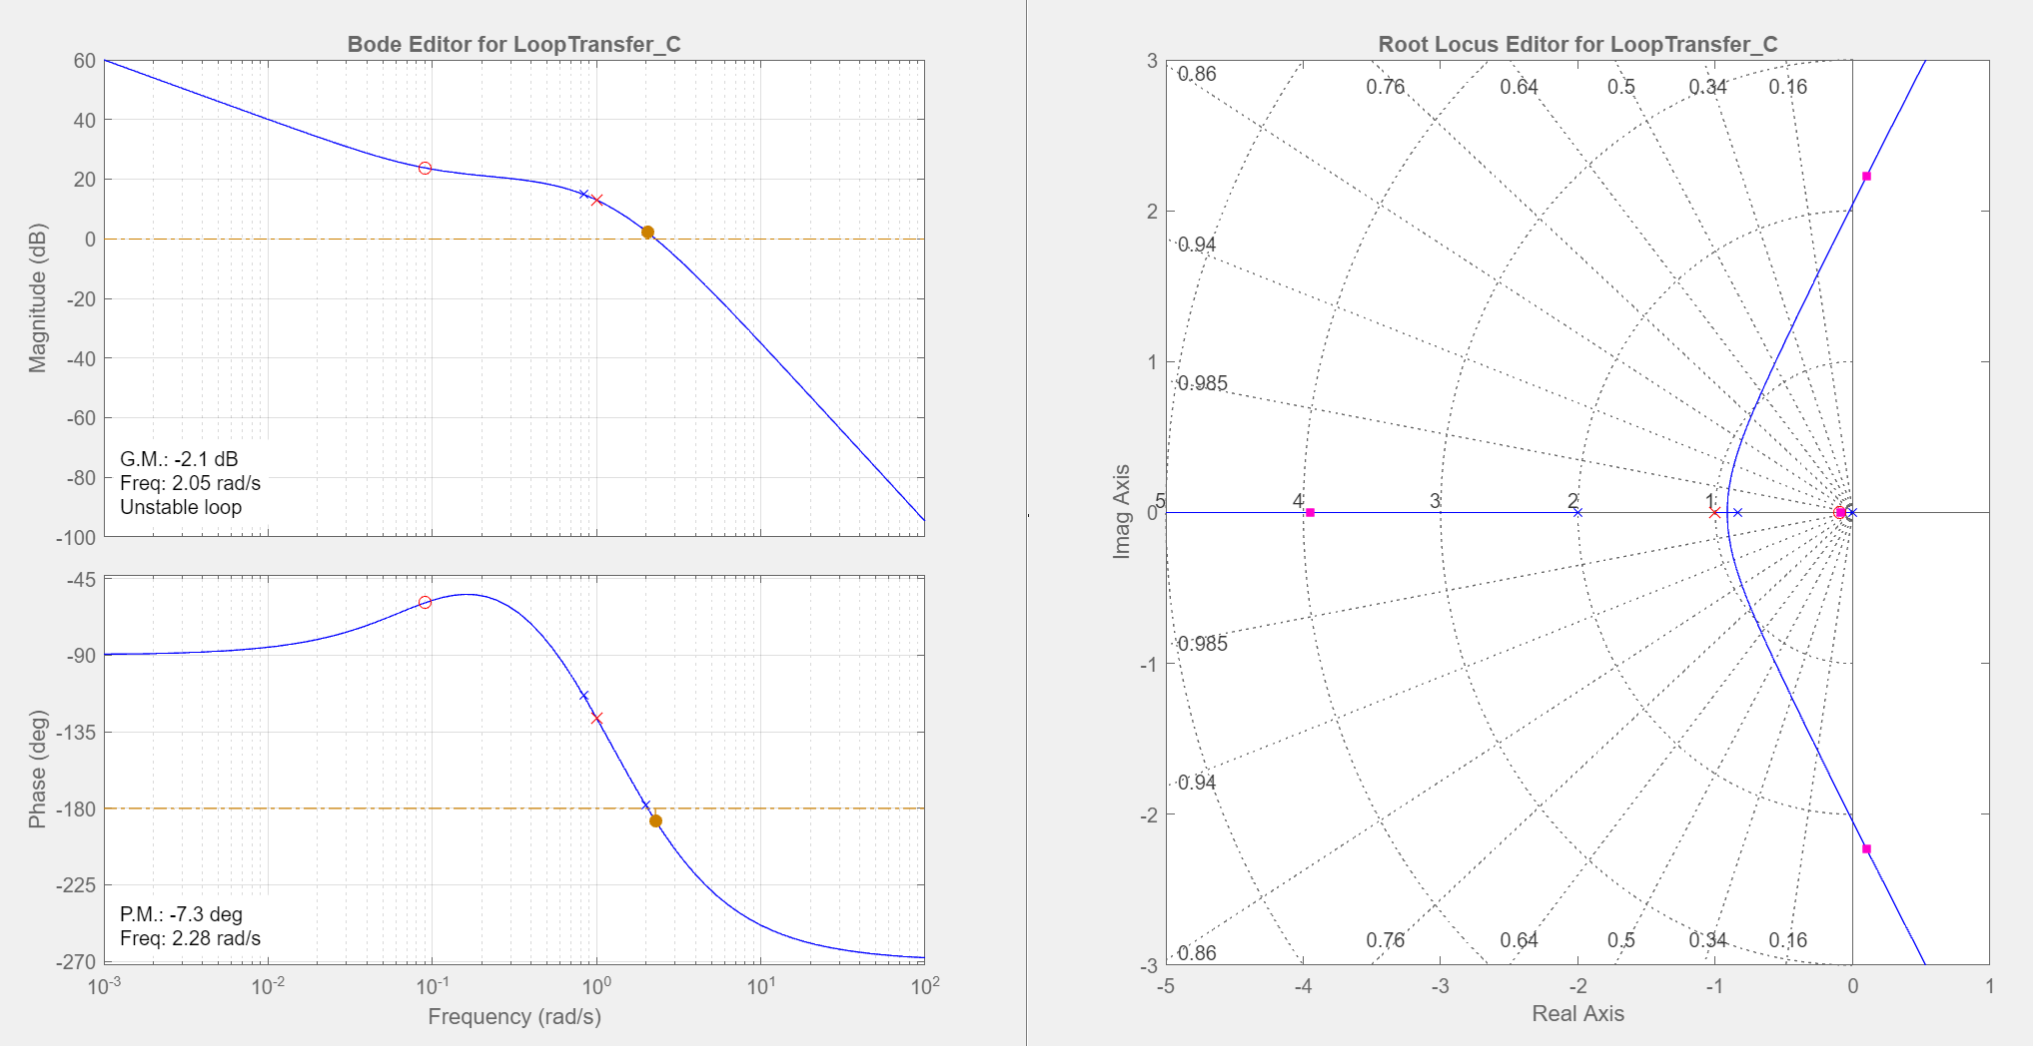 Bode Editor for LoopTransfer_C
60
40
20
0
-20
-40
-60
-80
-100
Magnitude (dB)
G.M.: -2.1 dB
Freq: 2.05 rad/s
Unstable loop
-45
-90
-135
-180
-225
-270
Phase (deg)
P.M.: -7.3 deg
Freq: 2.28 rad/s
10^-3 10^-2 10^-1 10^0 10^1 10^2
Frequency (rad/s)
Root Locus Editor for LoopTransfer_C
3
2
1
0
-1
-2
-3
Imag Axis
0.86 0.76 0.64 0.5 0.34 0.16
0.94
0.985
5 4 3 2 1
0.985
0.94
0.86 0.76 0.64 0.5 0.34 0.16
-5 -4 -3 -2 -1 0 1
Real Axis